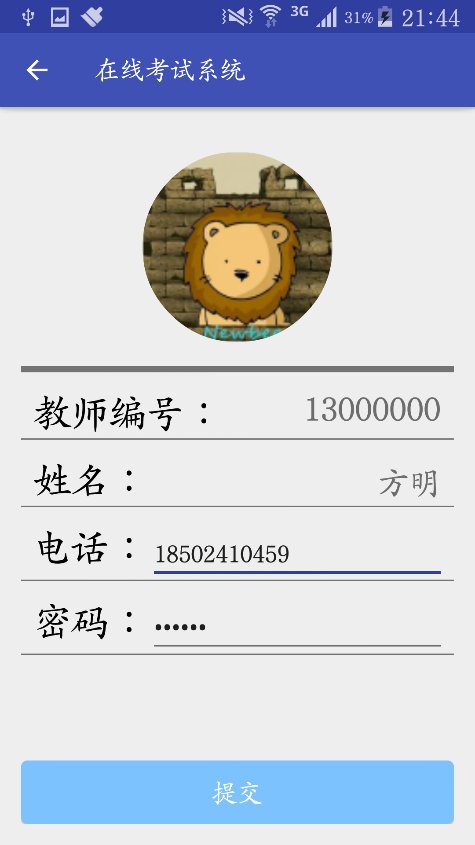 3G 31% 21:44
在线考试系统
Newbee
教师编号： 13000000
姓名： 方明
电话： 18502410459
密码： ••••••
提交